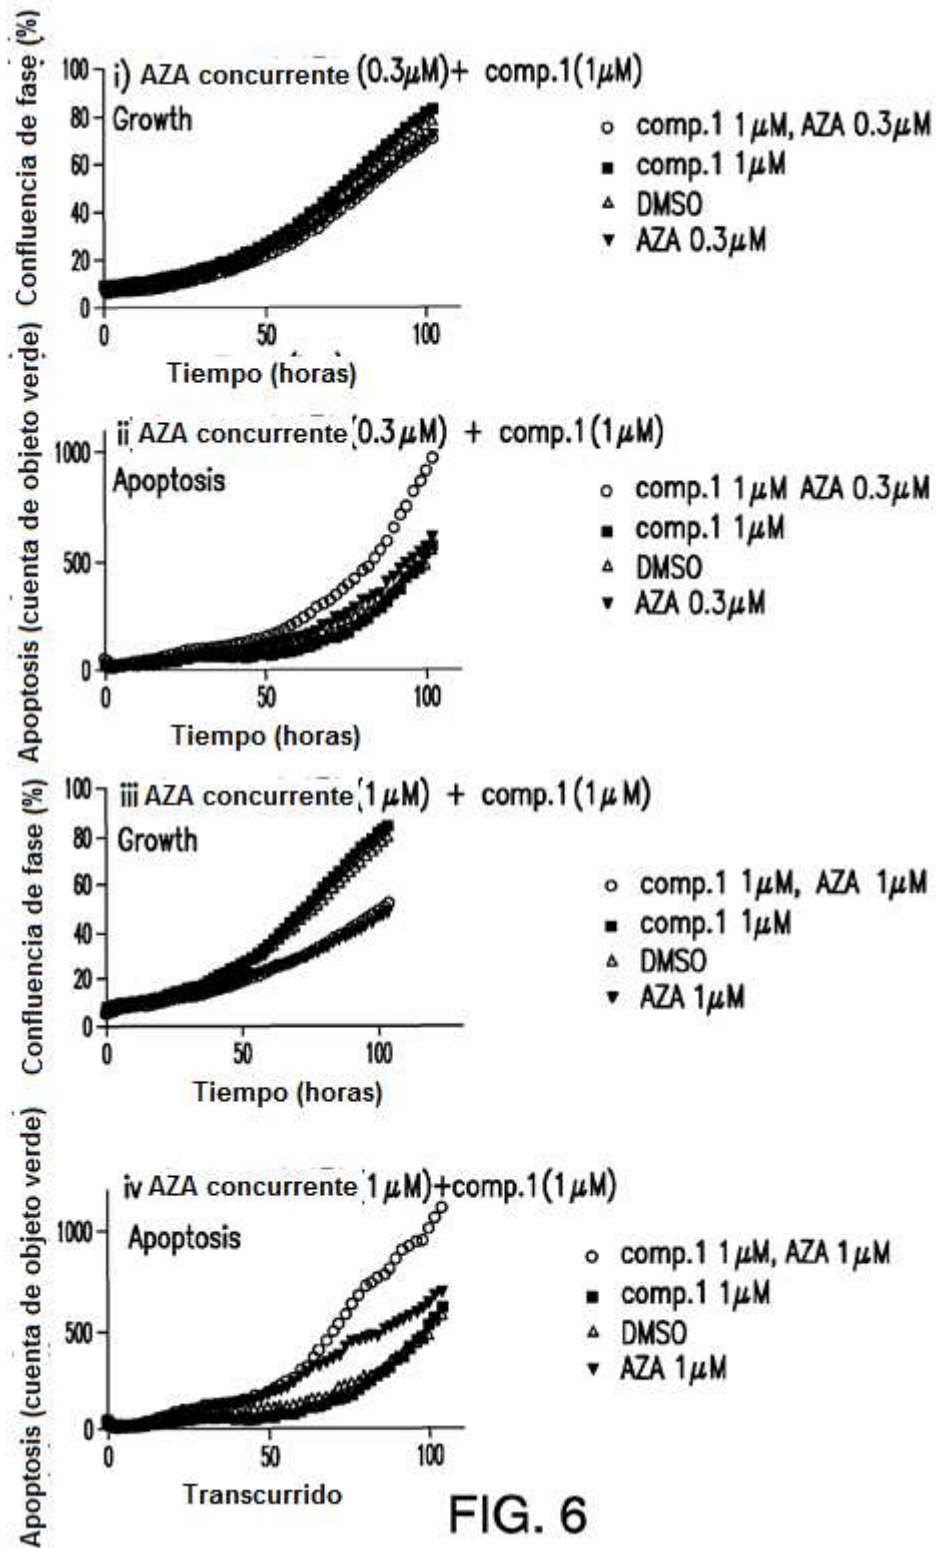 Confluencia de fase (%)
i) AZA concurrente (0.3μM)+ comp.1(1μM)
Growth
100
80
60
40
20
0
0 50 100
Tiempo (horas)
○ comp.1 1μM, AZA 0.3μM
■ comp.1 1μM
△ DMSO
▼ AZA 0.3μM
Apoptosis (cuenta de objeto verde)
ii) AZA concurrente (0.3μM) + comp.1(1μM)
Apoptosis
1000
500
0
0 50 100
Tiempo (horas)
○ comp.1 1μM AZA 0.3μM
■ comp.1 1μM
△ DMSO
▼ AZA 0.3μM
Confluencia de fase (%)
iii AZA concurrente (1μM) + comp.1(1μM)
Growth
100
80
60
40
20
0
0 50 100
Tiempo (horas)
○ comp.1 1μM, AZA 1μM
■ comp.1 1μM
△ DMSO
▼ AZA 1μM
Apoptosis (cuenta de objeto verde)
iv AZA concurrente 1μM)+comp.1(1μM)
Apoptosis
1000
500
0
0 50 100
Transcurrido
○ comp.1 1μM, AZA 1μM
■ comp.1 1μM
△ DMSO
▼ AZA 1μM
FIG. 6